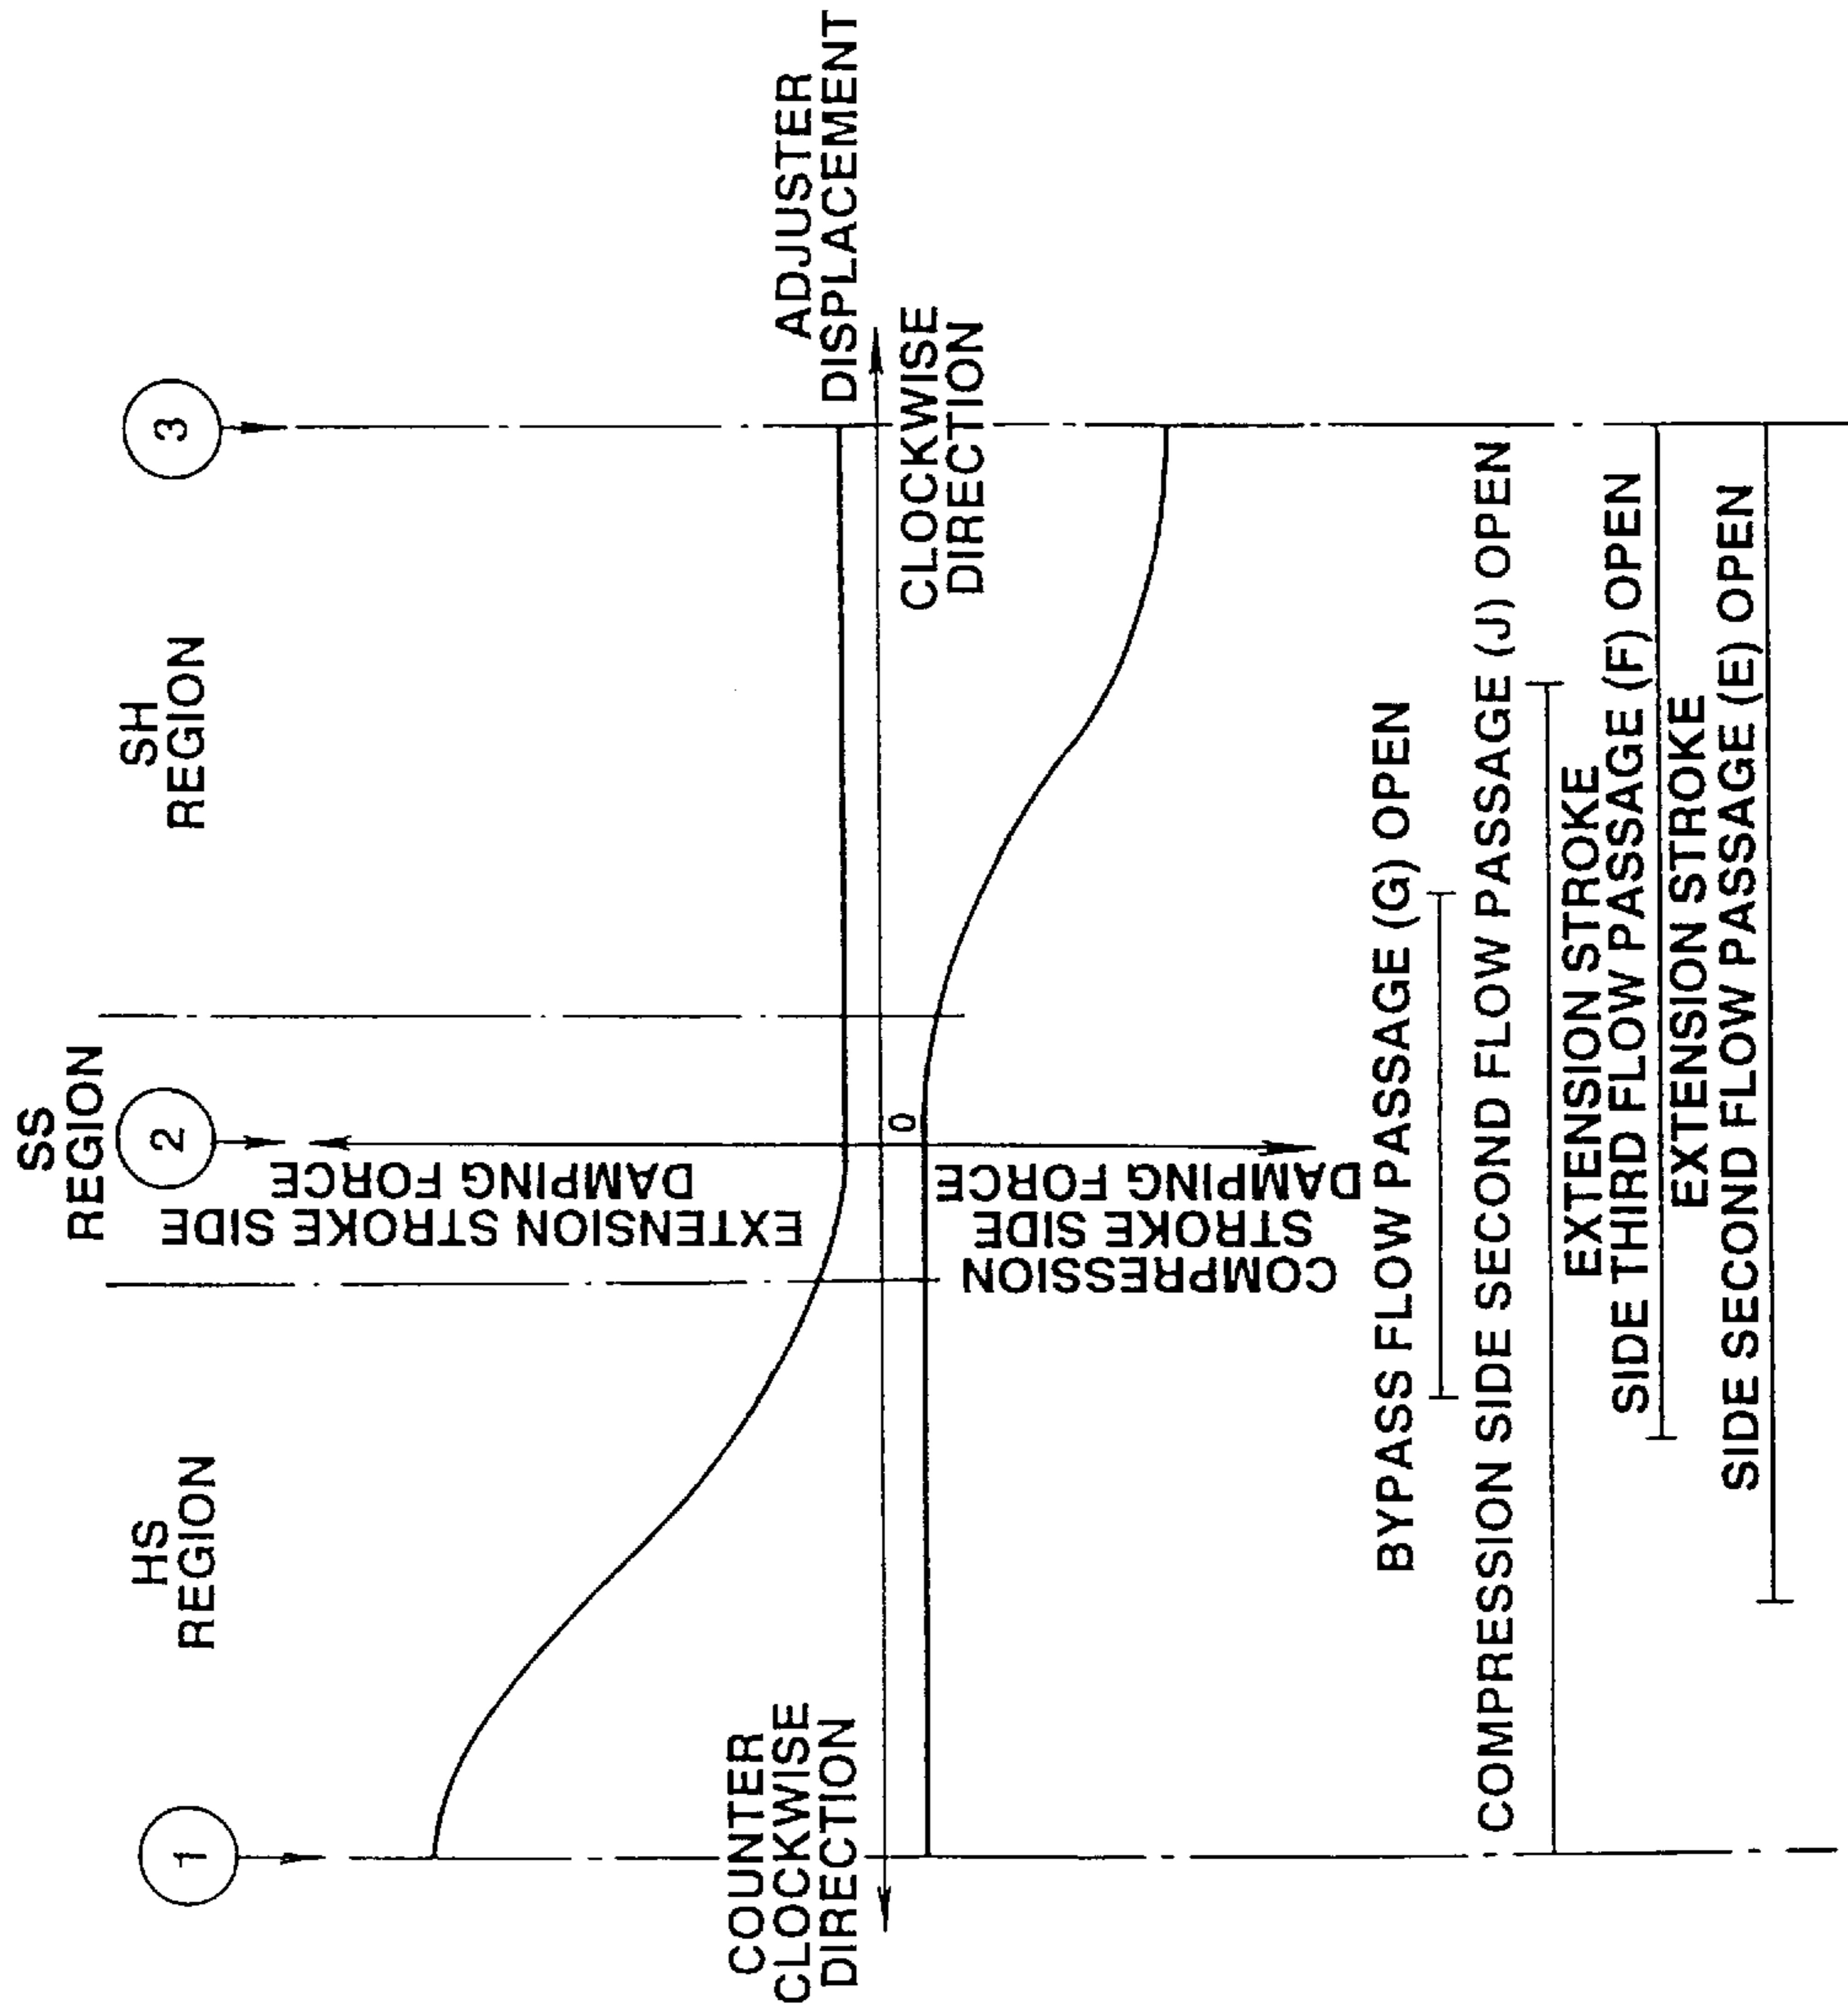 SS
REGION
HS
REGION
SH
REGION
1
2
3
EXTENSION STROKE SIDE
DAMPING FORCE
COUNTER
CLOCKWISE
DIRECTION
ADJUSTER
DISPLACEMENT
0
CLOCKWISE
DIRECTION
COMPRESSION
STROKE SIDE
DAMPING FORCE
BYPASS FLOW PASSAGE (G) OPEN
COMPRESSION SIDE SECOND FLOW PASSAGE (J) OPEN
EXTENSION STROKE
SIDE THIRD FLOW PASSAGE (F) OPEN
EXTENSION STROKE
SIDE SECOND FLOW PASSAGE (E) OPEN